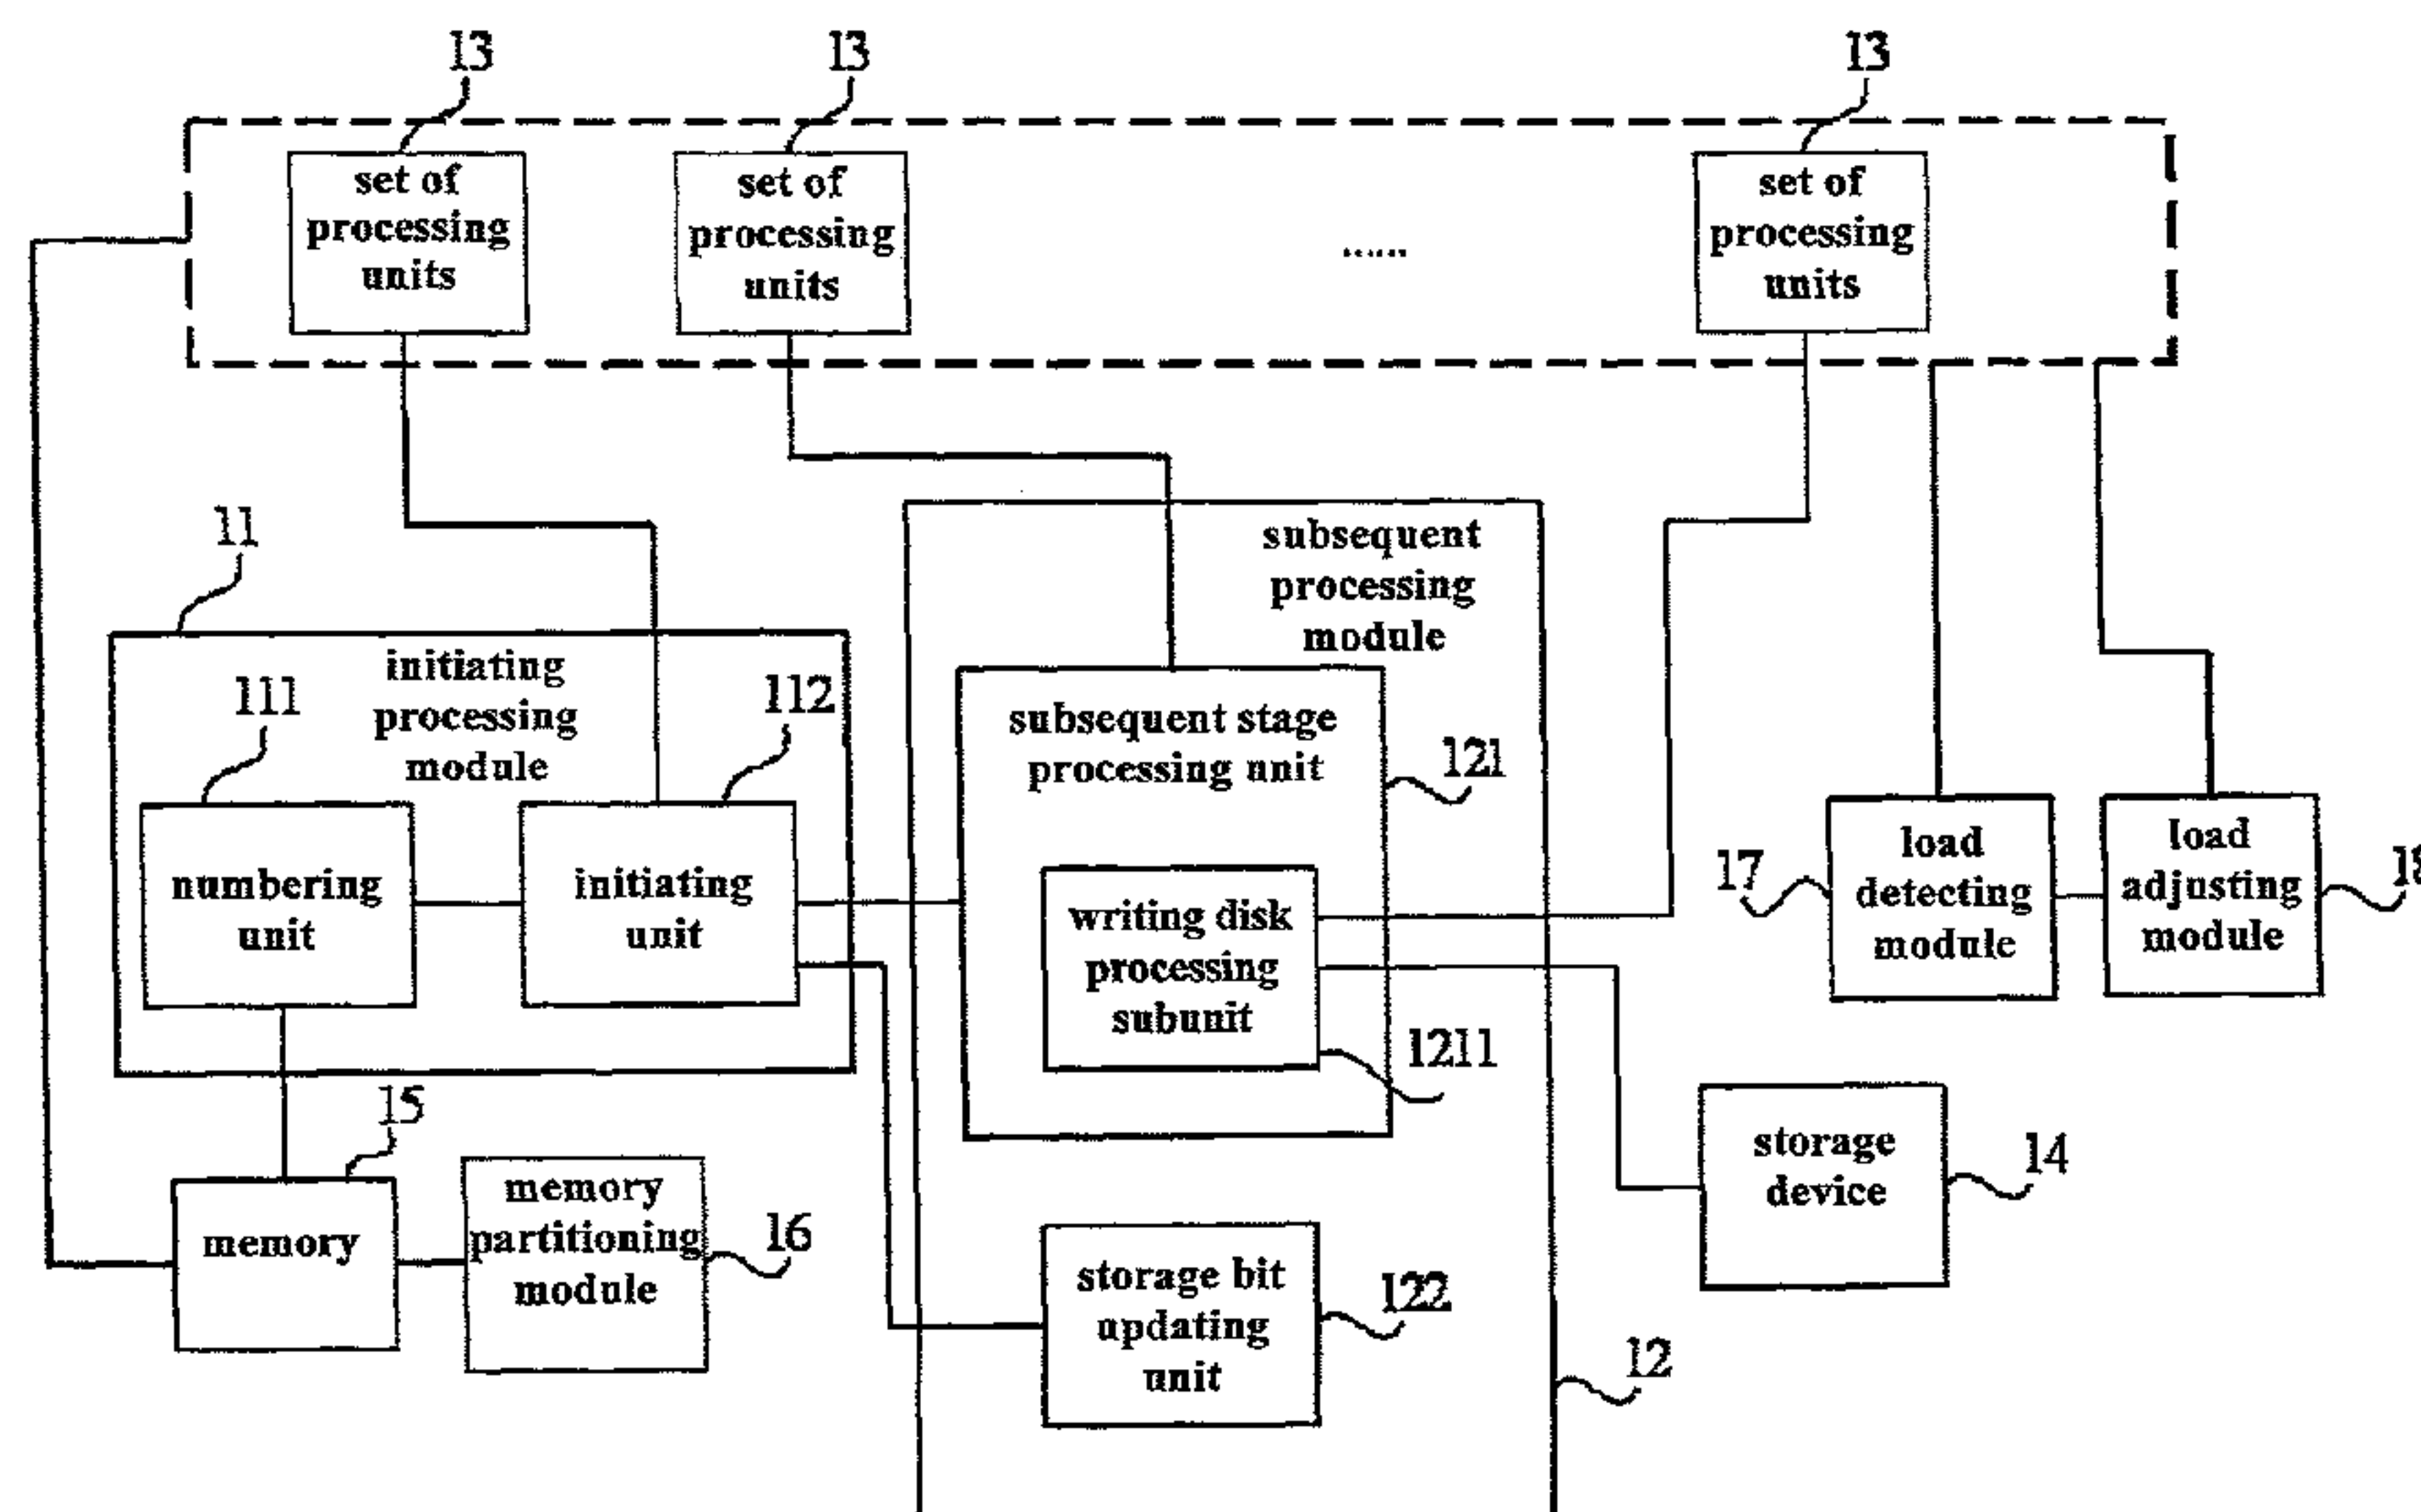 13
13
13
set of
processing
units
set of
processing
units
......
set of
processing
units
11
subsequent
processing
module
initiating
processing
module
111
112
subsequent stage
processing unit
121
numbering
unit
initiating
unit
writing disk
processing
subunit
1211
17
load
detecting
module
load
adjusting
module
18
15
memory
memory
partitioning
module
16
storage
device
14
storage bit
updating
unit
122
12